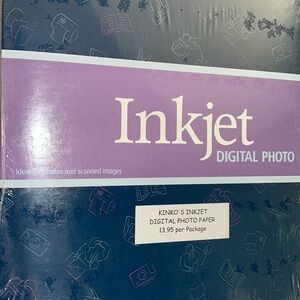 Inkjet
DIGITAL PHOTO
Ideal for photos and scanned images
KINKO'S INKJET
DIGITAL PHOTO PAPER
13.95 per Package